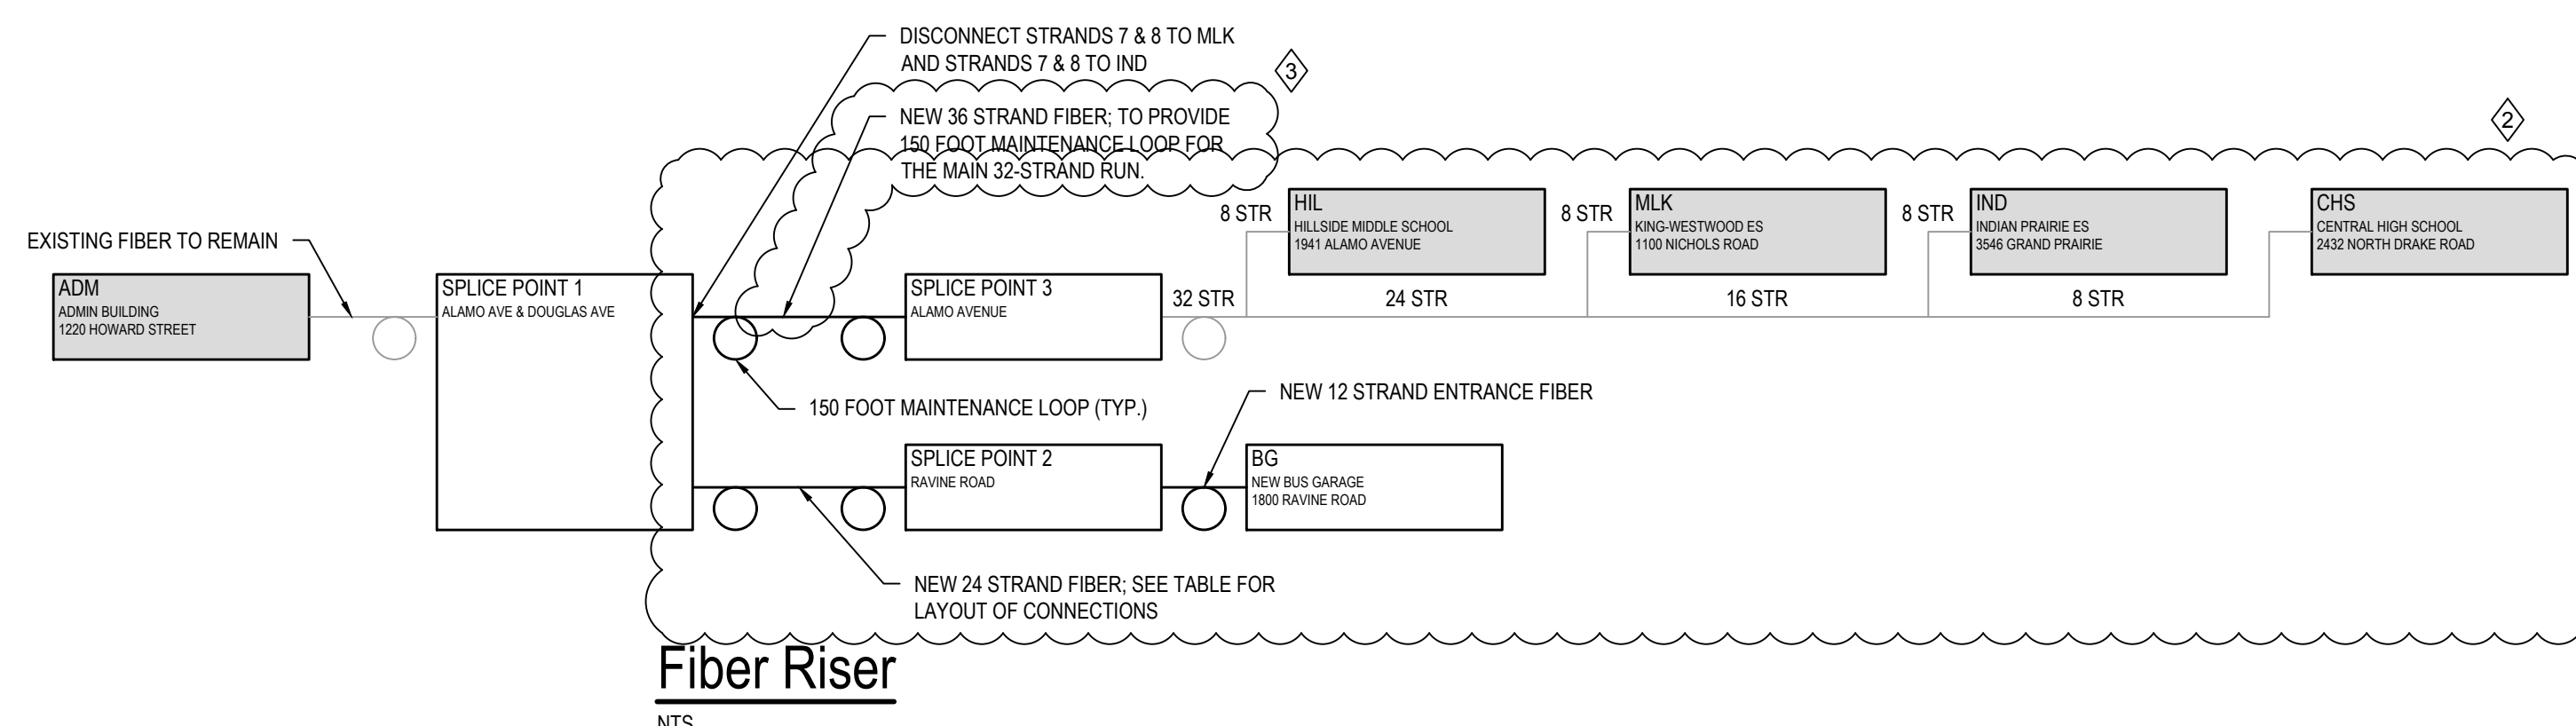 DISCONNECT STRANDS 7 & 8 TO MLK
AND STRANDS 7 & 8 TO IND
3
NEW 36 STRAND FIBER; TO PROVIDE
150 FOOT MAINTENANCE LOOP FOR
THE MAIN 32-STRAND RUN.
2
EXISTING FIBER TO REMAIN
ADM
ADMIN BUILDING
1220 HOWARD STREET
SPLICE POINT 1
ALAMO AVE & DOUGLAS AVE
SPLICE POINT 3
ALAMO AVENUE
32 STR
8 STR
HIL
HILLSIDE MIDDLE SCHOOL
1941 ALAMO AVENUE
24 STR
8 STR
MLK
KING-WESTWOOD ES
1100 NICHOLS ROAD
16 STR
8 STR
IND
INDIAN PRAIRIE ES
3546 GRAND PRAIRIE
8 STR
CHS
CENTRAL HIGH SCHOOL
2432 NORTH DRAKE ROAD
150 FOOT MAINTENANCE LOOP (TYP.)
NEW 12 STRAND ENTRANCE FIBER
SPLICE POINT 2
RAVINE ROAD
BG
NEW BUS GARAGE
1800 RAVINE ROAD
NEW 24 STRAND FIBER; SEE TABLE FOR
LAYOUT OF CONNECTIONS
Fiber Riser
NTS